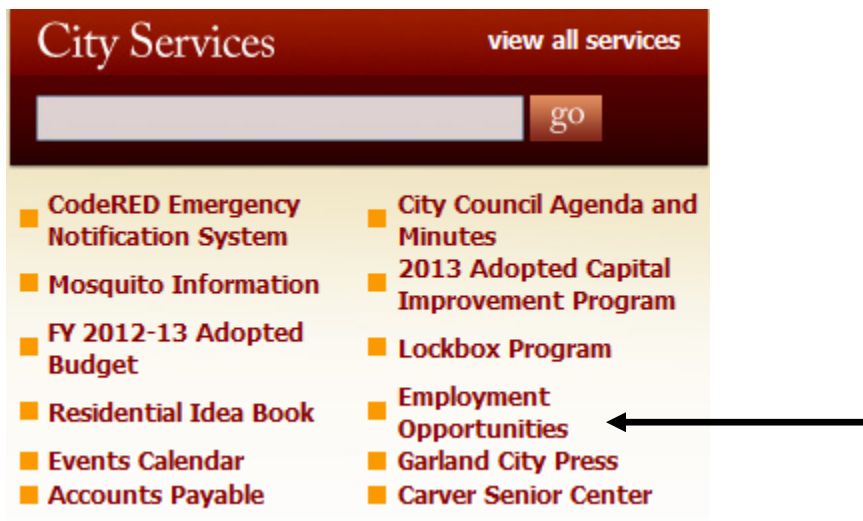 City Services
view all services
go
CodeRED Emergency
Notification System
City Council Agenda and
Minutes
Mosquito Information
2013 Adopted Capital
Improvement Program
FY 2012-13 Adopted
Budget
Lockbox Program
Residential Idea Book
Employment
Opportunities
Events Calendar
Garland City Press
Accounts Payable
Carver Senior Center